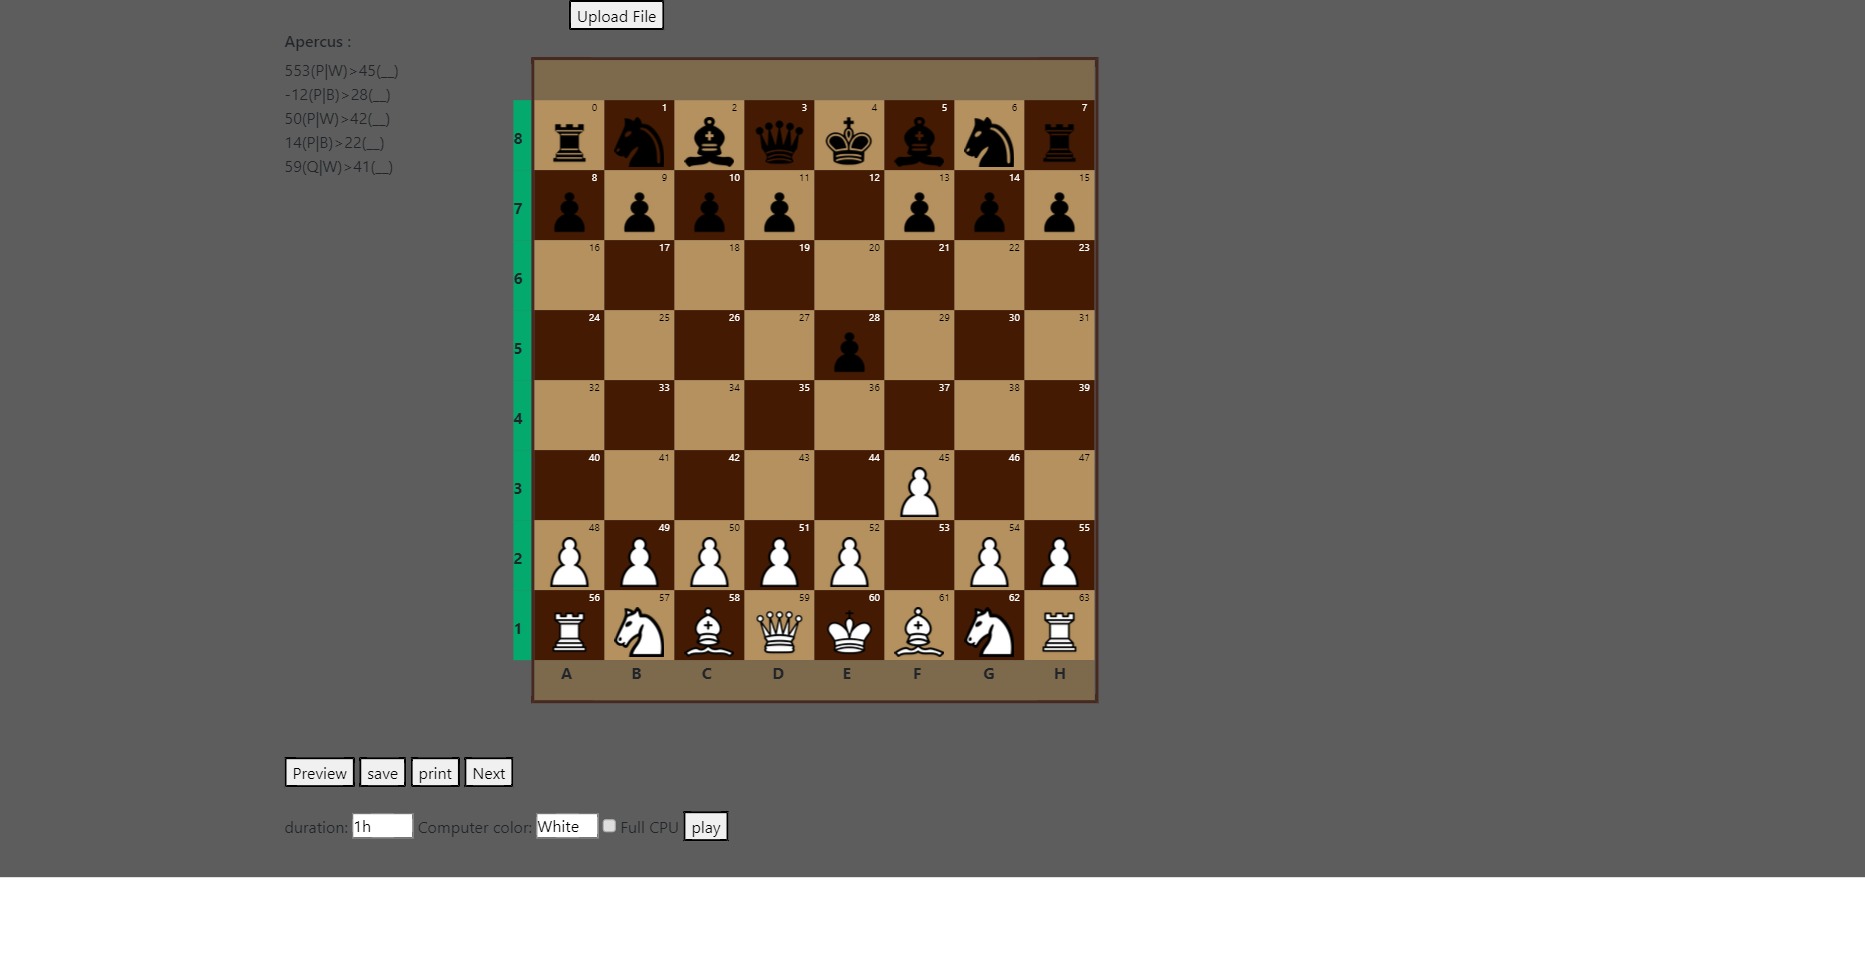 Upload File
Apercus :
553(P|W)>45(__)
-12(P|B)>28(__)
50(P|W)>42(__)
14(P|B)>22(__)
59(Q|W)>41(__)
0 1 2 3 4 5 6 7
8
8 9 10 11 12 13 14 15
7
16 17 18 19 20 21 22 23
6
24 25 26 27 28 29 30 31
5
32 33 34 35 36 37 38 39
4
40 41 42 43 44 45 46 47
3
48 49 50 51 52 53 54 55
2
56 57 58 59 60 61 62 63
1
A B C D E F G H
Preview save print Next
duration: 1h Computer color: White Full CPU play